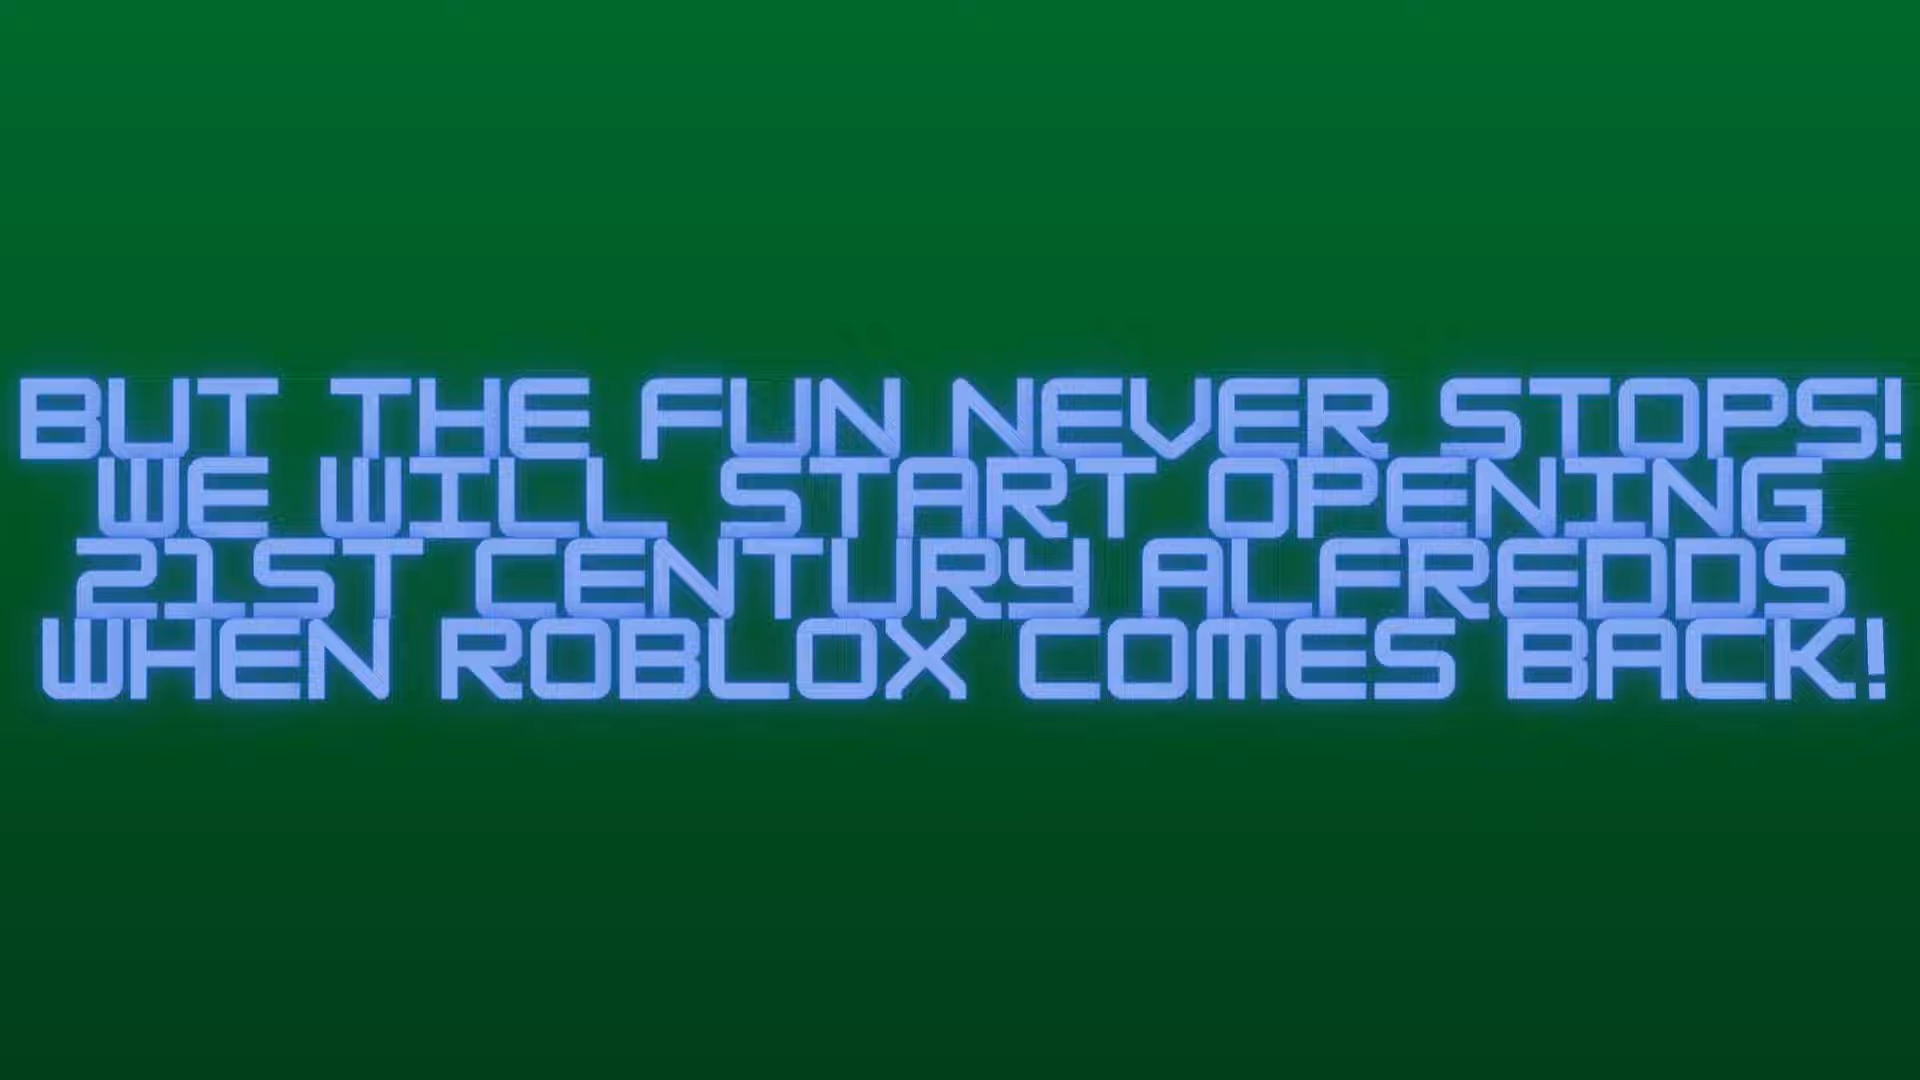 BUT THE FUN NEVER STOPS!
WE WILL START OPENING
21ST CENTURY ALFREDOS
WHEN ROBLOX COMES BACK!